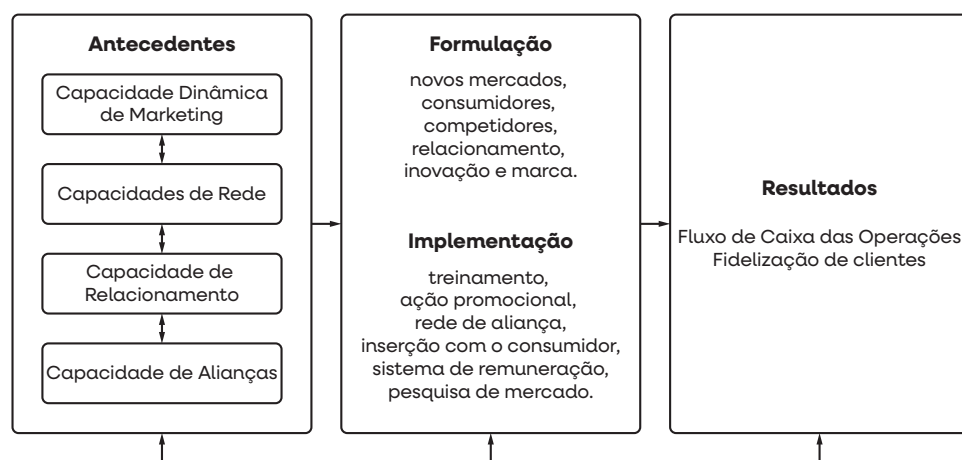 Antecedentes
Capacidade Dinâmica
de Marketing
Capacidades de Rede
Capacidade de
Relacionamento
Capacidade de Alianças
Formulação
novos mercados,
consumidores,
competidores,
relacionamento,
inovação e marca.
Implementação
treinamento,
ação promocional,
rede de aliança,
inserção com o consumidor,
sistema de remuneração,
pesquisa de mercado.
Resultados
Fluxo de Caixa das Operações
Fidelização de clientes